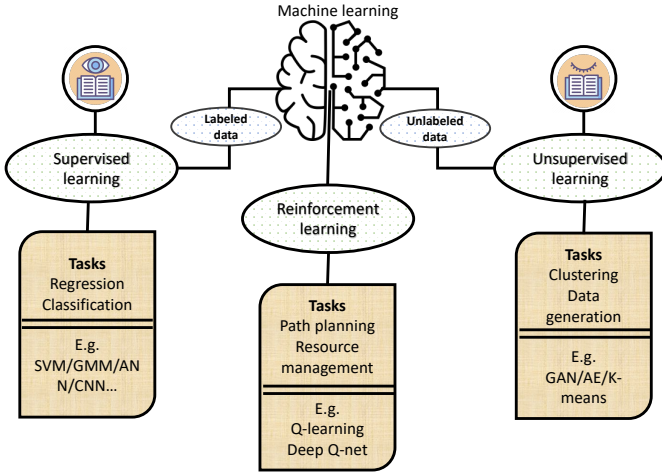 Machine learning
Labeled
data
Unlabeled
data
Supervised
learning
Unsupervised
learning
Reinforcement
learning
Tasks
Regression
Classification
E.g.
SVM/GMM/AN
N/CNN...
Tasks
Path planning
Resource
management
E.g.
Q-learning
Deep Q-net
Tasks
Clustering
Data
generation
E.g.
GAN/AE/K-
means